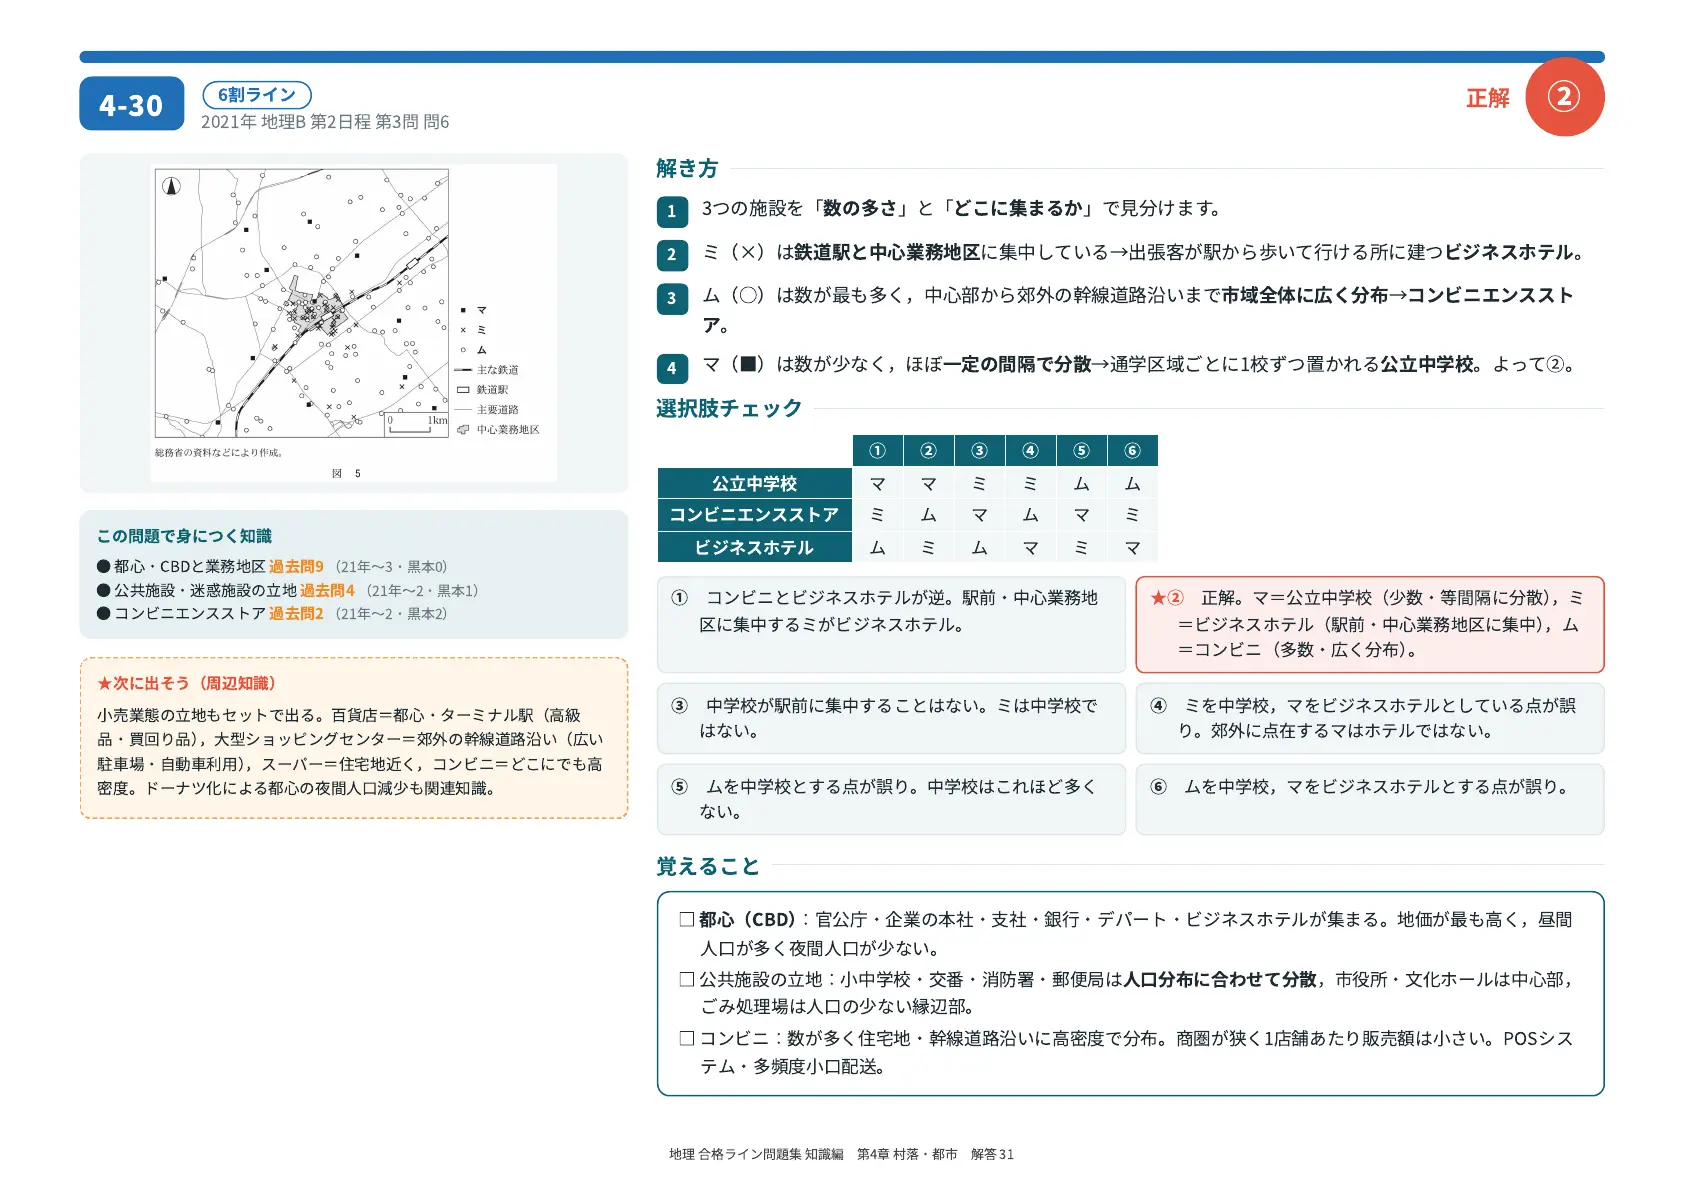 4-30
6割ライン
2021年 地理B 第2日程 第3問 問6
正解 ②
マ
ミ
ム
主な鉄道
鉄道駅
主要道路
中心業務地区
0 1km
総務省の資料などにより作成。
図 5
この問題で身につく知識
●都心・CBDと業務地区 過去問9 (21年〜3・黒本0)
●公共施設・迷惑施設の立地 過去問4 (21年〜2・黒本1)
●コンビニエンスストア 過去問2 (21年〜2・黒本2)
★次に出そう（周辺知識）
小売業態の立地もセットで出る。百貨店＝都心・ターミナル駅（高級
品・買回り品），大型ショッピングセンター＝郊外の幹線道路沿い（広い
駐車場・自動車利用），スーパー＝住宅地近く，コンビニ＝どこにでも高
密度。ドーナツ化による都心の夜間人口減少も関連知識。
解き方
1 3つの施設を「数の多さ」と「どこに集まるか」で見分けます。
2 ミ（×）は鉄道駅と中心業務地区に集中している→出張客が駅から歩いて行ける所に建つビジネスホテル。
3 ム（○）は数が最も多く，中心部から郊外の幹線道路沿いまで市域全体に広く分布→コンビニエンススト
ア。
4 マ（■）は数が少なく，ほぼ一定の間隔で分散→通学区域ごとに1校ずつ置かれる公立中学校。よって②。
選択肢チェック
① ② ③ ④ ⑤ ⑥
公立中学校 マ マ ミ ミ ム ム
コンビニエンスストア ミ ム マ ム マ ミ
ビジネスホテル ム ミ ム マ ミ マ
① コンビニとビジネスホテルが逆。駅前・中心業務地
区に集中するミがビジネスホテル。
★② 正解。マ＝公立中学校（少数・等間隔に分散），ミ
＝ビジネスホテル（駅前・中心業務地区に集中），ム
＝コンビニ（多数・広く分布）。
③ 中学校が駅前に集中することはない。ミは中学校で
はない。
④ ミを中学校，マをビジネスホテルとしている点が誤
り。郊外に点在するマはホテルではない。
⑤ ムを中学校とする点が誤り。中学校はこれほど多く
ない。
⑥ ムを中学校，マをビジネスホテルとする点が誤り。
覚えること
□ 都心（CBD）：官公庁・企業の本社・支社・銀行・デパート・ビジネスホテルが集まる。地価が最も高く，昼間
人口が多く夜間人口が少ない。
□ 公共施設の立地：小中学校・交番・消防署・郵便局は人口分布に合わせて分散，市役所・文化ホールは中心部，
ごみ処理場は人口の少ない縁辺部。
□ コンビニ：数が多く住宅地・幹線道路沿いに高密度で分布。商圏が狭く1店舗あたり販売額は小さい。POSシス
テム・多頻度小口配送。
地理 合格ライン問題集 知識編 第4章 村落・都市 解答31